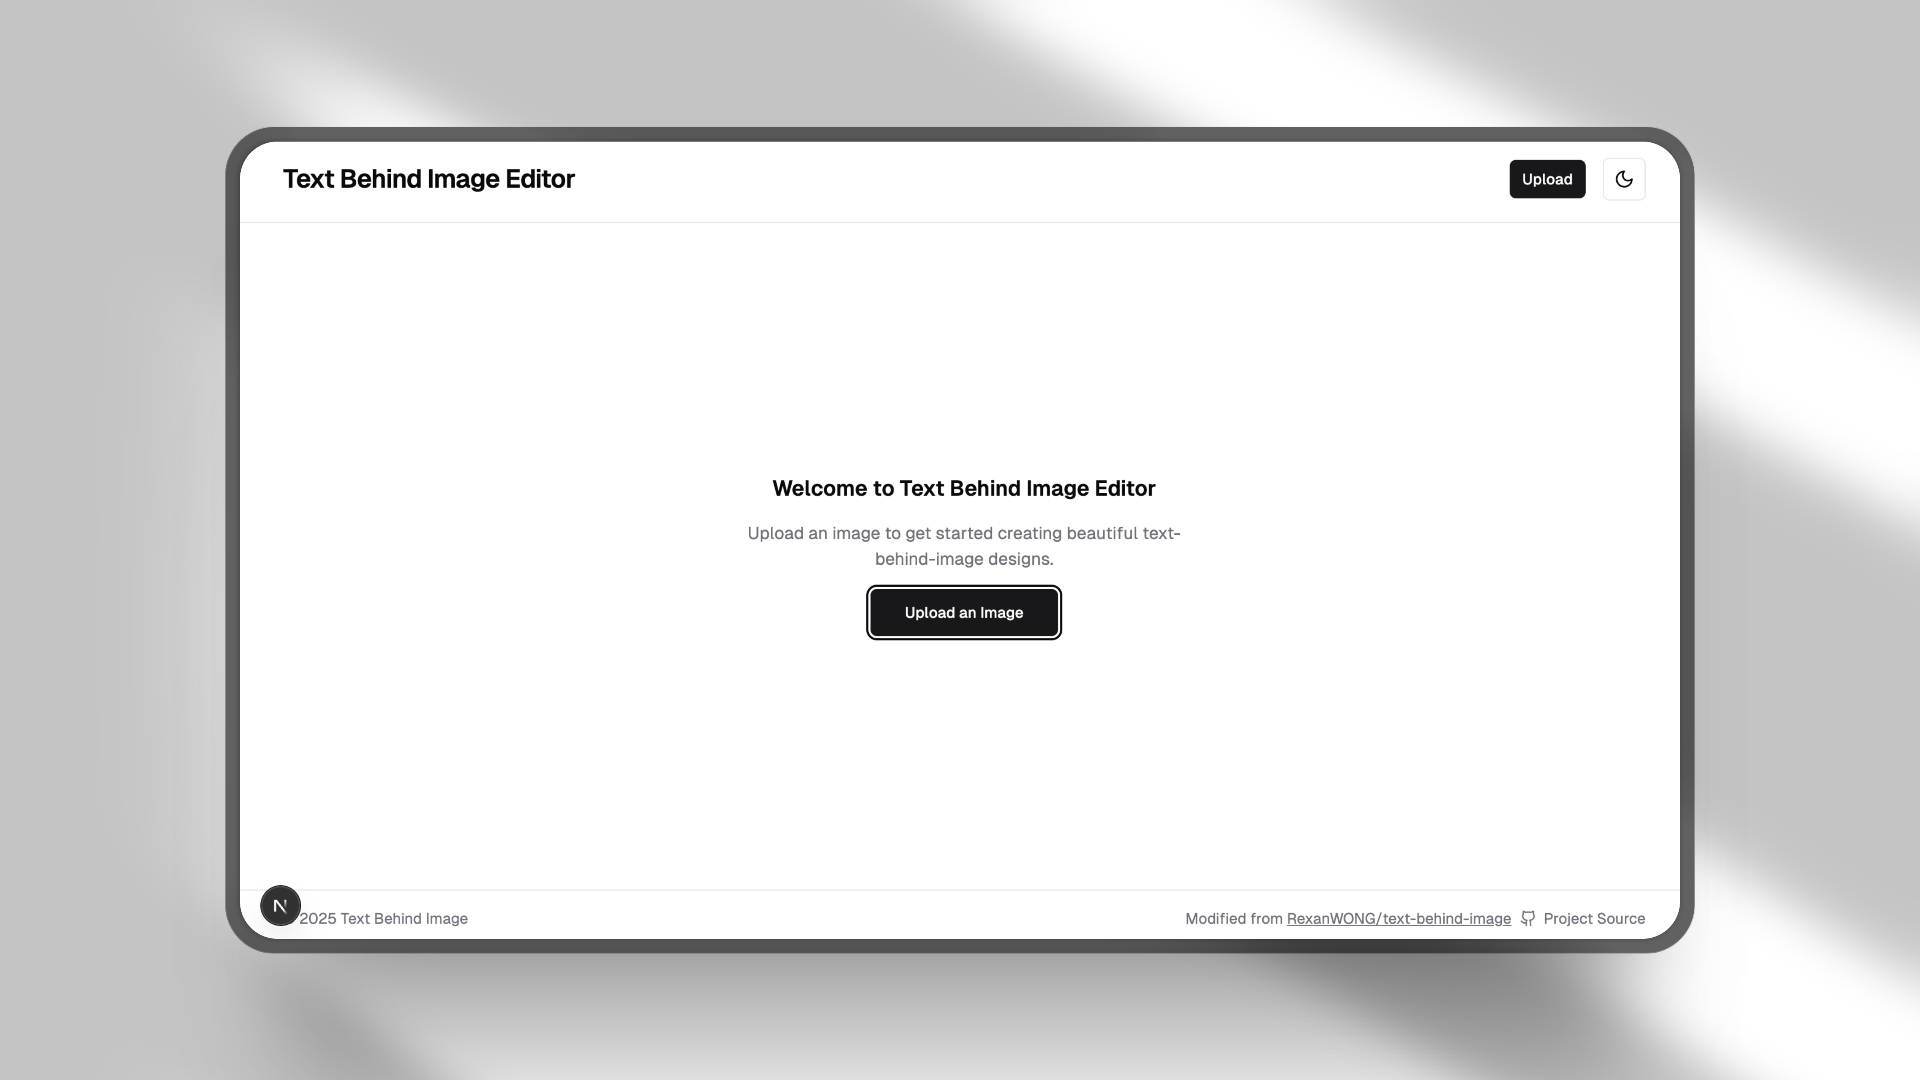 Text Behind Image Editor
Upload
Welcome to Text Behind Image Editor
Upload an image to get started creating beautiful text-
behind-image designs.
Upload an Image
N
2025 Text Behind Image
Modified from RexanWONG/text-behind-image Project Source